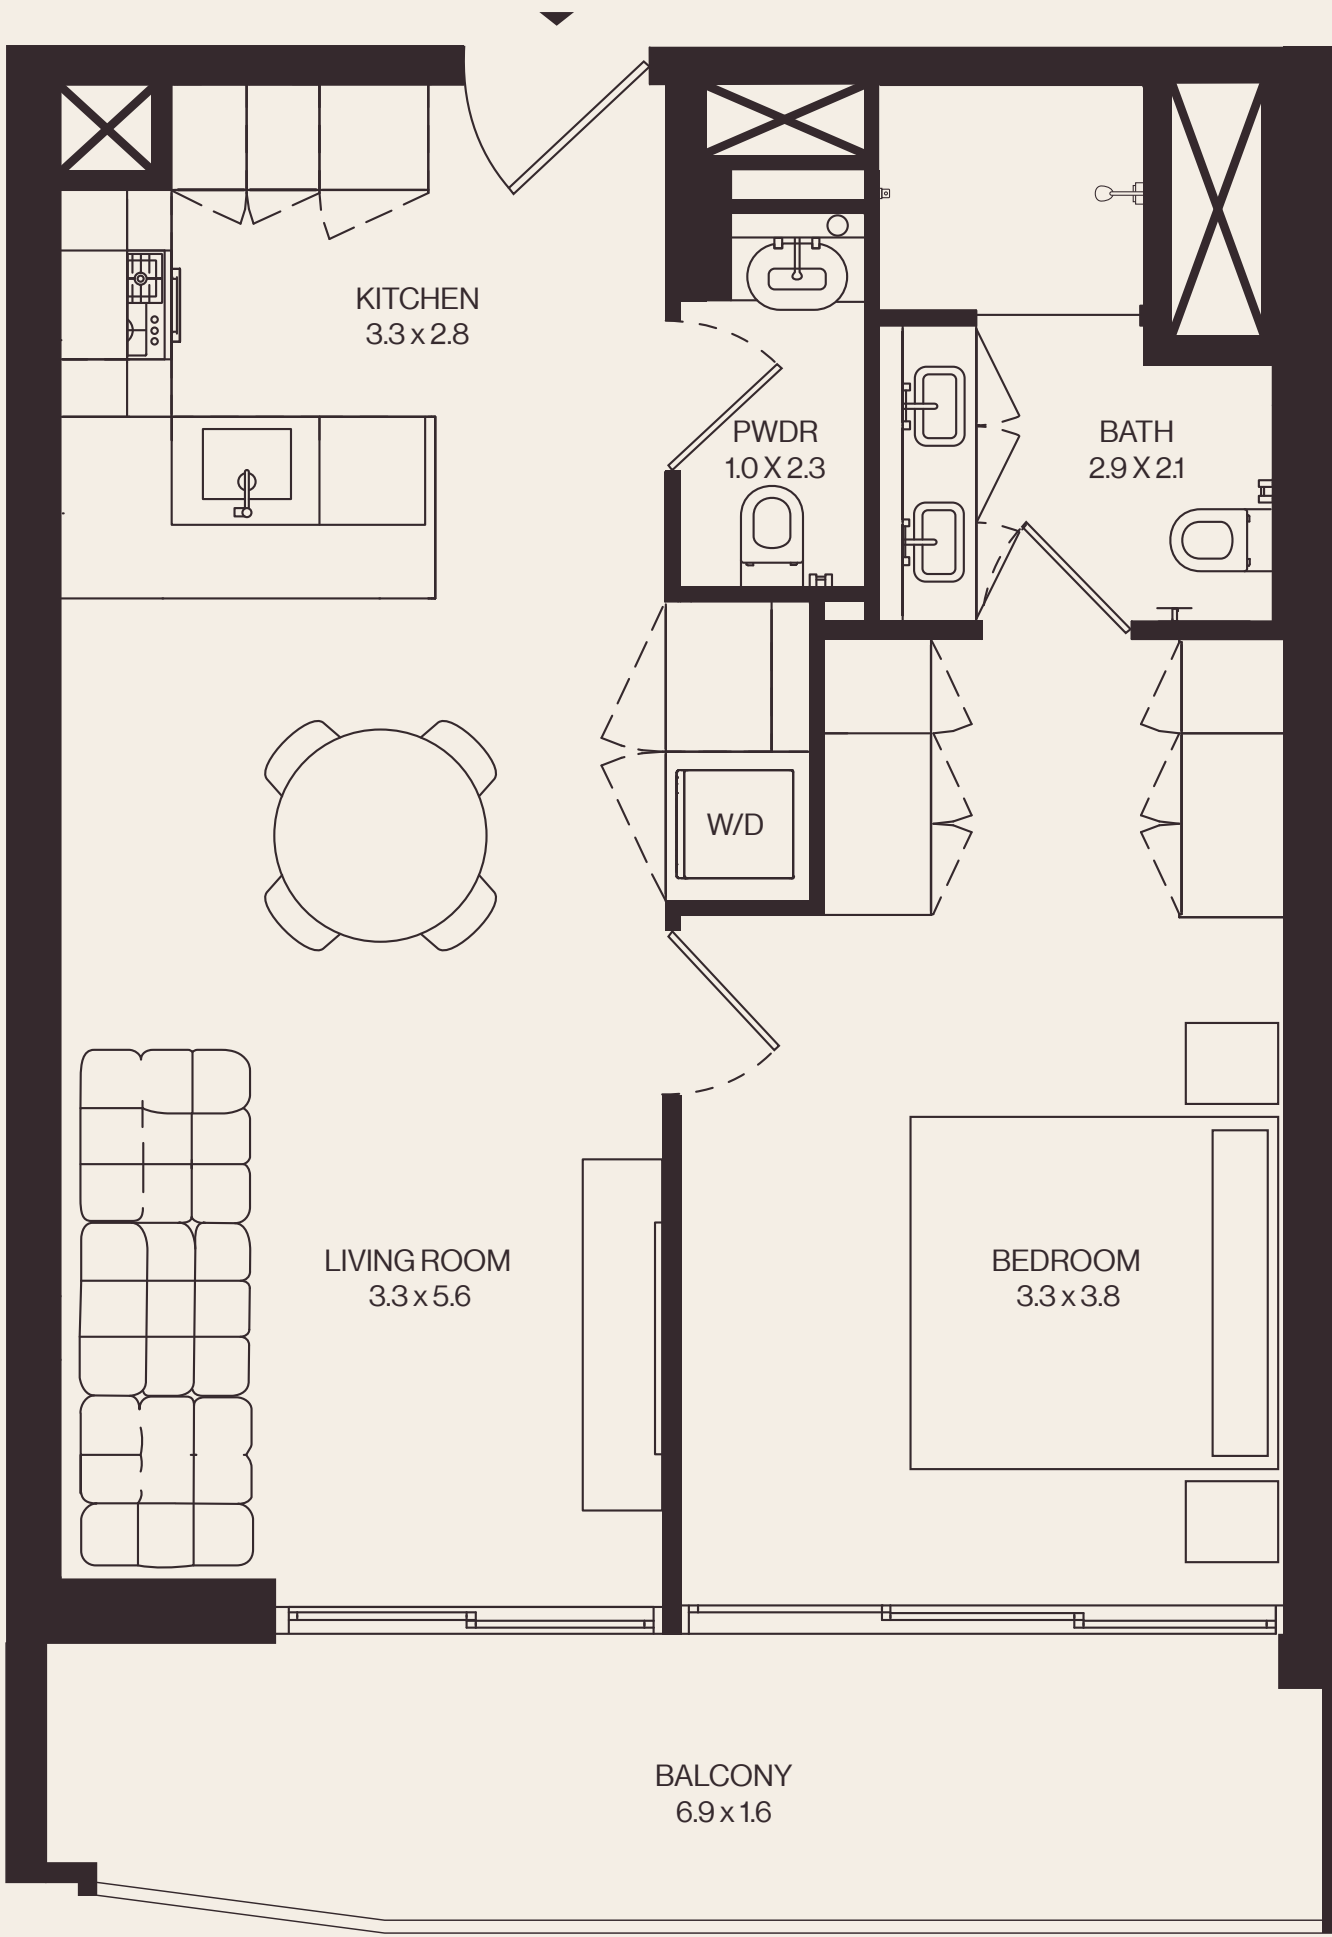 KITCHEN
3.3 x 2.8
PWDR
1.0 X 2.3
BATH
2.9 X 2.1
W/D
LIVING ROOM
3.3 x 5.6
BEDROOM
3.3 x 3.8
BALCONY
6.9 x 1.6